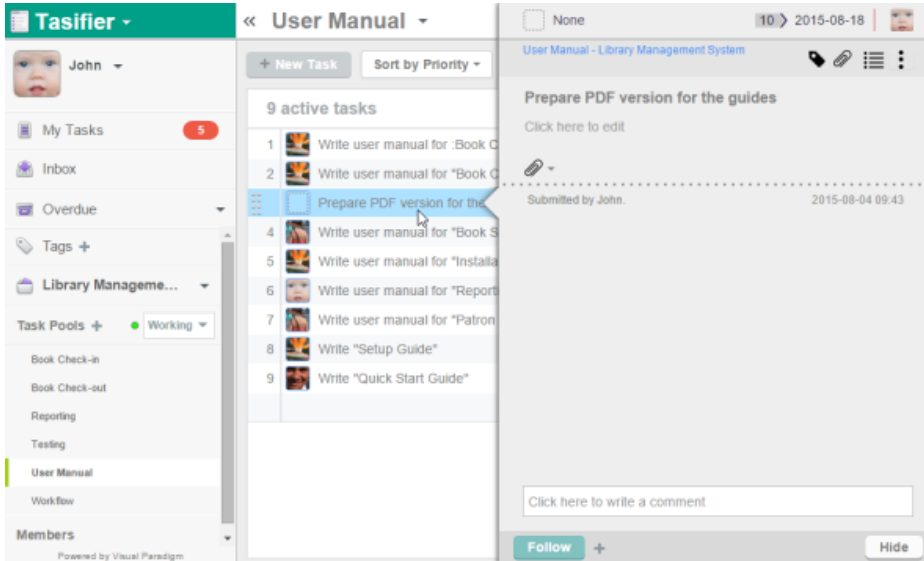 Tasifier
John
My Tasks
5
Inbox
Overdue
Tags +
Library Manageme...
Task Pools +
Working
Book Check-in
Book Check-out
Reporting
Testing
User Manual
Workflow
Members
Powered by Visual Paradigm
« User Manual
+ New Task
Sort by Priority
9 active tasks
1 Write user manual for :Book C
2 Write user manual for "Book C
Prepare PDF version for the
4 Write user manual for "Book S
5 Write user manual for "Installa
6 Write user manual for "Reporti
7 Write user manual for "Patron
8 Write "Setup Guide"
9 Write "Quick Start Guide"
None
10
2015-08-18
User Manual - Library Management System
Prepare PDF version for the guides
Click here to edit
Submitted by John.
2015-08-04 09:43
Click here to write a comment
Follow
+
Hide